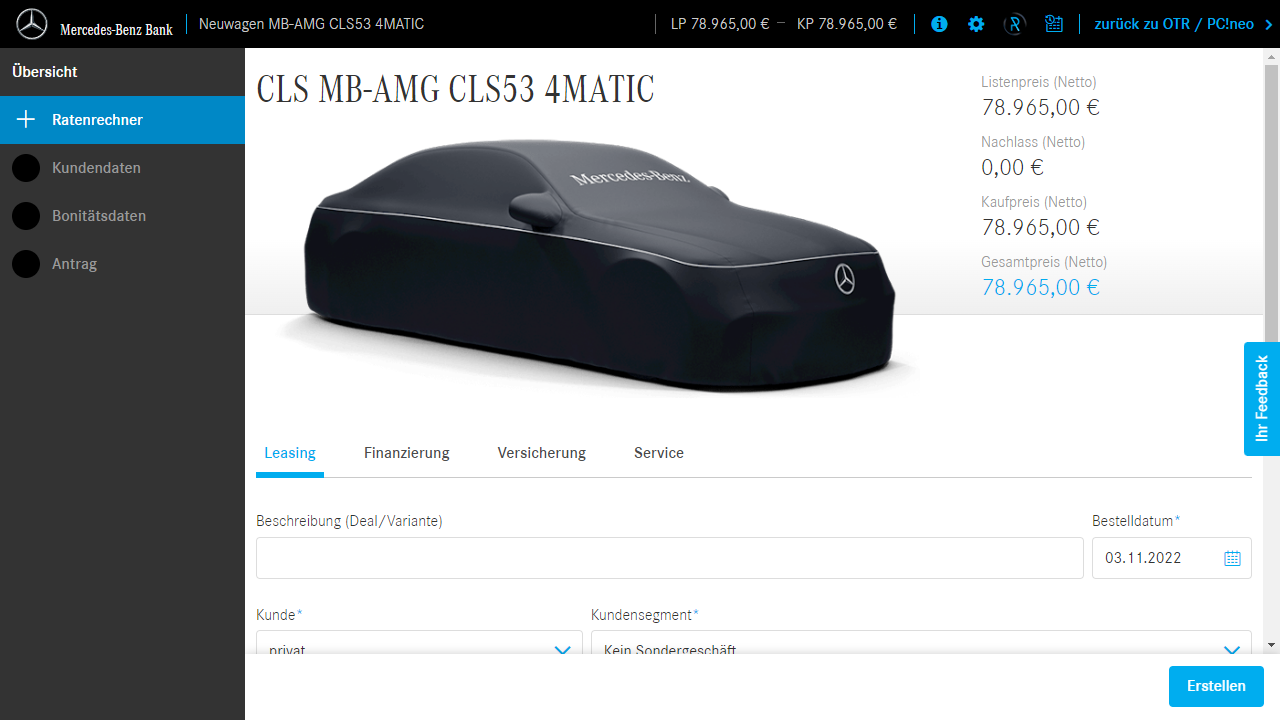 Mercedes-Benz Bank
Neuwagen MB-AMG CLS53 4MATIC
LP 78.965,00 € – KP 78.965,00 €
zurück zu OTR / PC!neo
Übersicht
Ratenrechner
Kundendaten
Bonitätsdaten
Antrag
CLS MB-AMG CLS53 4MATIC
Mercedes-Benz
Listenpreis (Netto)
78.965,00 €
Nachlass (Netto)
0,00 €
Kaufpreis (Netto)
78.965,00 €
Gesamtpreis (Netto)
78.965,00 €
Ihr Feedback
Leasing Finanzierung Versicherung Service
Beschreibung (Deal/Variante) Bestelldatum*
03.11.2022
Kunde* Kundensegment*
privat Kein Sondergeschäft
Erstellen